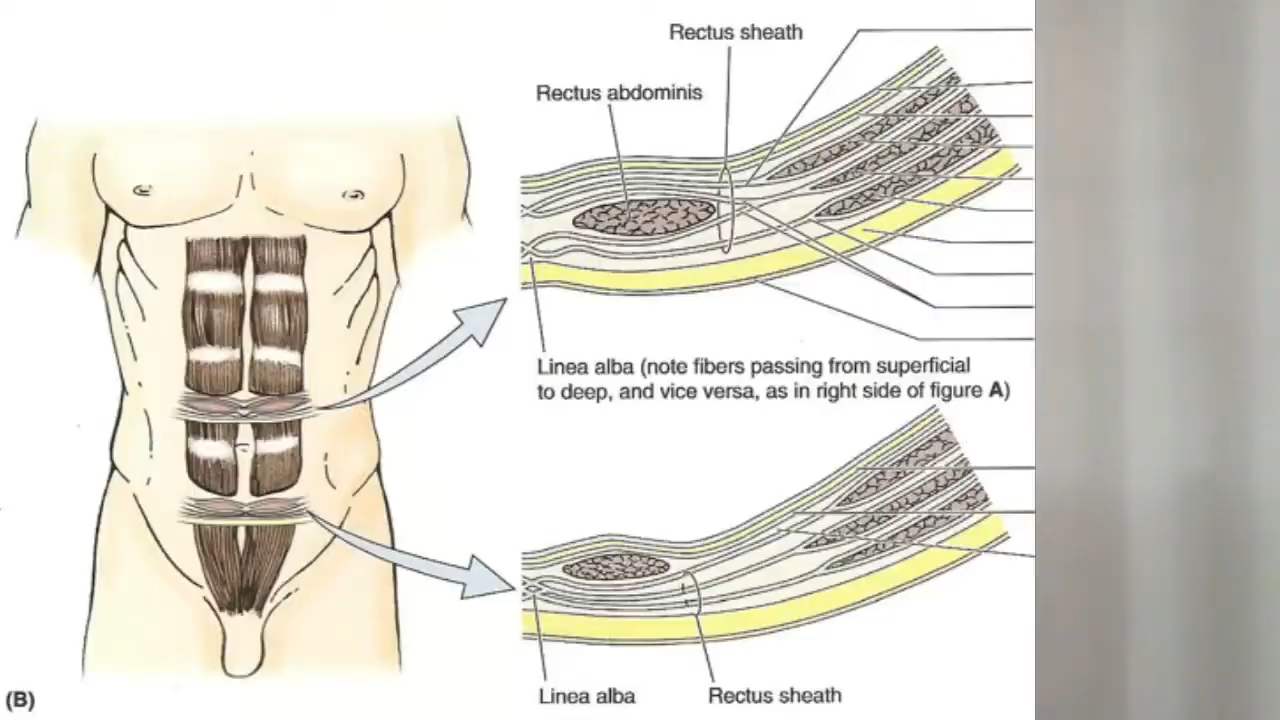 Rectus sheath
Rectus abdominis
Linea alba (note fibers passing from superficial
to deep, and vice versa, as in right side of figure A)
Linea alba
Rectus sheath
(B)